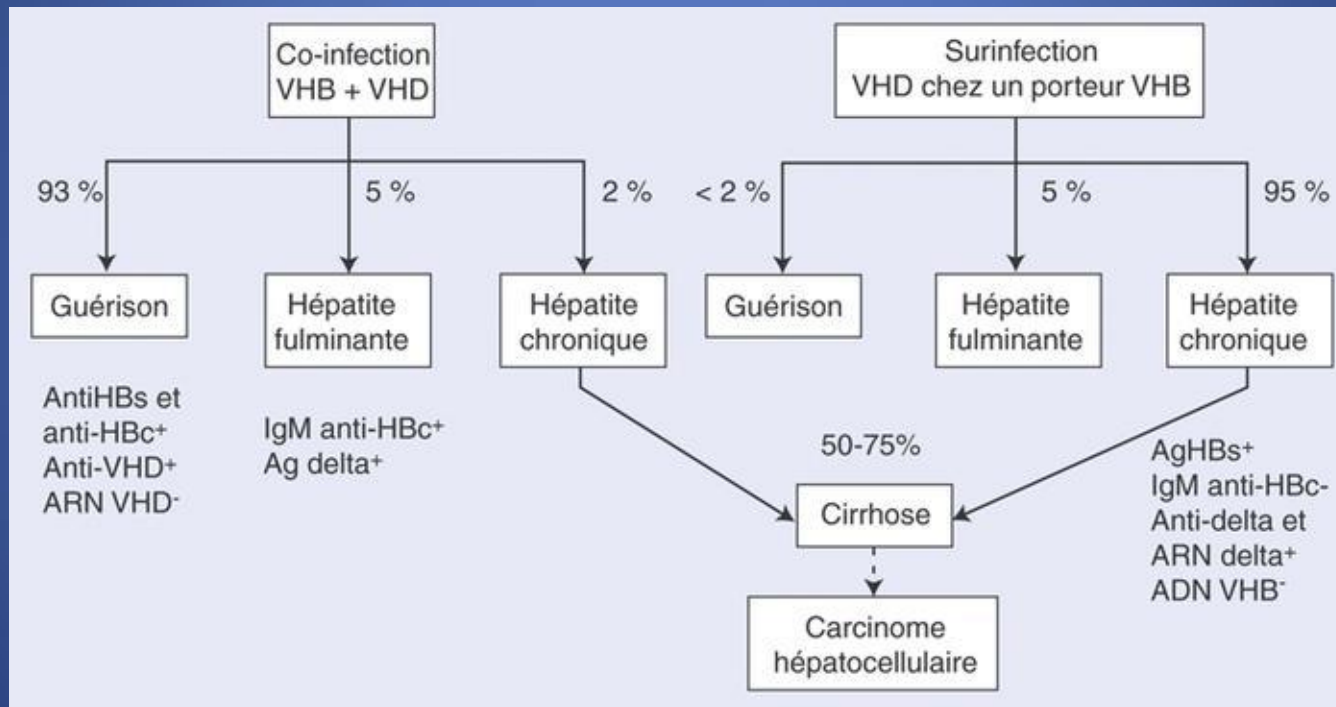 Co-infection
VHB + VHD
93 %
5 %
2 %
Guérison
Hépatite
fulminante
Hépatite
chronique
AntiHBs et
anti-HBc⁺
Anti-VHD⁺
ARN VHD⁻
IgM anti-HBc⁺
Ag delta⁺
Surinfection
VHD chez un porteur VHB
< 2 %
5 %
95 %
Guérison
Hépatite
fulminante
Hépatite
chronique
AgHBs⁺
IgM anti-HBc-
Anti-delta et
ARN delta⁺
ADN VHB⁻
50-75%
Cirrhose
Carcinome
hépatocellulaire